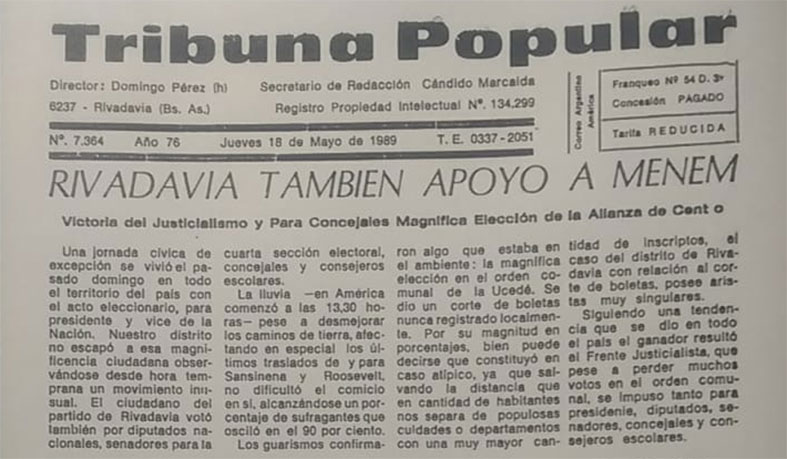 Tribuna Popular
Director: Domingo Pérez (h)
6237 - Rivadavia (Bs. As.)
Secretario de Redacción Cándido Marcalda
Registro Propiedad Intelectual Nº. 134,299
Correo Argentino
América
Franqueo Nº 54 D. 3º
Concesión PAGADO
Tarifa REDUCIDA
Nº. 7.364 Año 76 Jueves 18 de Mayo de 1989 T. E. 0337-2051
RIVADAVIA TAMBIEN APOYO A MENEM
Victoria del Justicialismo y Para Concejales Magnífica Elección de la Alianza de Cent o
Una jornada cívica de
excepción se vivió el pa-
sado domingo en todo
el territorio del país con
el acto eleccionario, para
presidente y vice de la
Nación. Nuestro distrito
no escapó a esa magni-
ficencia ciudadana obser-
vándose desde hora tem-
prana un movimiento inu-
sual. El ciudadano del
partido de Rivadavia votó
también por diputados na-
cionales, senadores para la
cuarta sección electoral,
concejales y consejeros
escolares.
La lluvia —en América
comenzó a las 13,30 ho-
ras— pese a desmejorar
los caminos de tierra, afec-
tando en especial los úl-
timos traslados de y para
Sansinena y Roosevelt,
no dificultó el comicio
en sí, alcanzándose un por-
centaje de sufragantes que
osciló en el 90 por ciento.
Los guarismos confirma-
ron algo que estaba en
el ambiente: la magnífica
elección en el orden co-
munal de la Ucedé. Se
dio un corte de boletas
nunca registrado localmen-
te. Por su magnitud en
porcentajes, bien puede
decirse que constituyó en
caso atípico, ya que sal-
vando la distancia que
en cantidad de habitantes
nos separa de populosas
cuidades o departamentos
con una muy mayor can-
tidad de inscriptos, el
caso del distrito de Riva-
davia con relación al cor-
te de boletas, posee aris-
tas muy singulares.
Siguiendo una tenden-
cia que se dio en todo
el país el ganador resultó
el Frente Justicialista, que
pese a perder muchos
votos en el orden comu-
nal, se impuso tanto para
presidente, diputados, se-
nadores, concejales y con-
sejeros escolares.